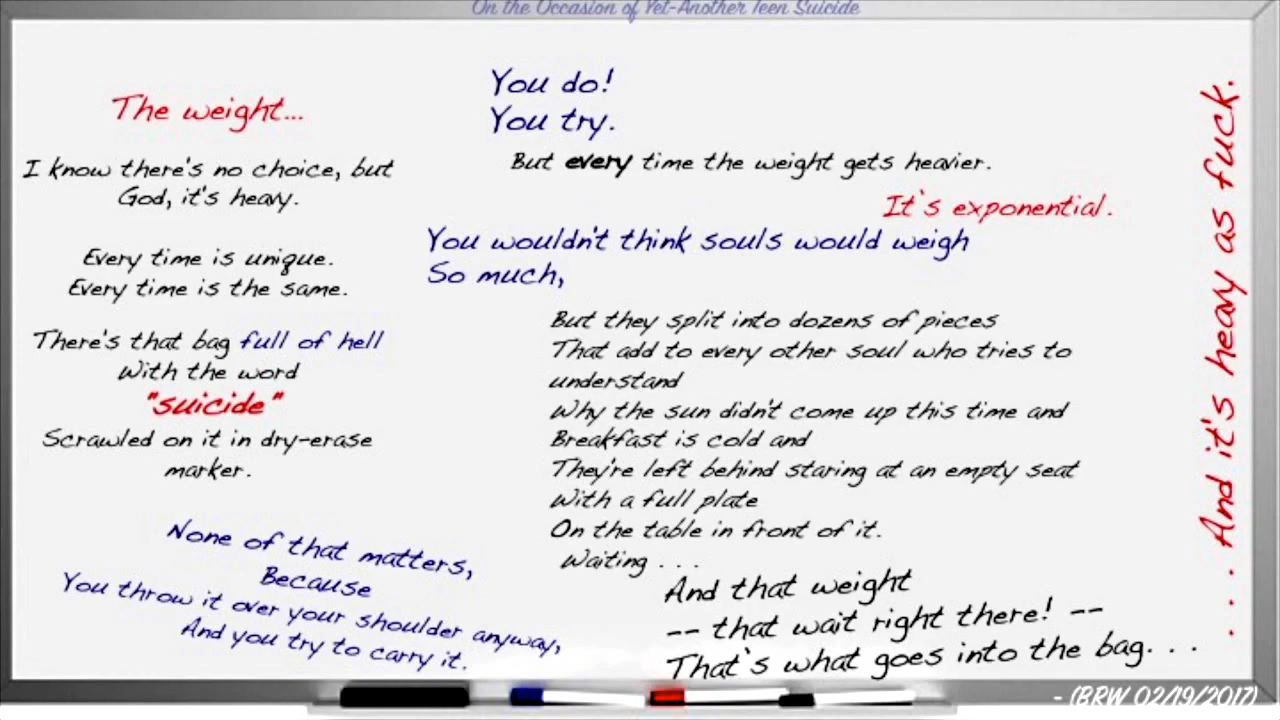 On the Occasion of Yet-Another Teen Suicide
The weight...
I know there's no choice, but
God, it's heavy.
Every time is unique.
Every time is the same.
There's that bag full of hell
With the word
"suicide"
Scrawled on it in dry-erase
marker.
None of that matters,
Because
You throw it over your shoulder anyway,
And you try to carry it.
You do!
You try.
But every time the weight gets heavier.
It`s exponential.
You wouldn't think souls would weigh
So much,
But they split into dozens of pieces
That add to every other soul who tries to
understand
Why the sun didn't come up this time and
Breakfast is cold and
They're left behind staring at an empty seat
With a full plate
On the table in front of it.
Waiting . . .
And that weight
-- that wait right there! --
That`s what goes into the bag. . .
. . . And it's heavy as fuck.
- (BRW 02/19/2017)